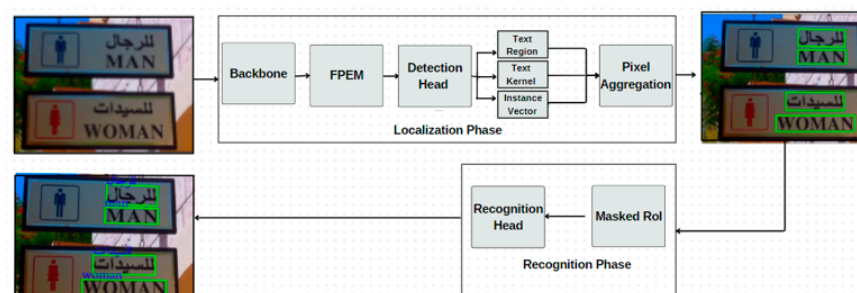 للرجال
MAN
للسيدات
WOMAN
Backbone
FPEM
Detection
Head
Text
Region
Text
Kernel
Instance
Vector
Pixel
Aggregation
Localization Phase
للرجال
MAN
للسيدات
WOMAN
للرجال
MAN
للسيدات
woman
WOMAN
Recognition
Head
Masked RoI
Recognition Phase